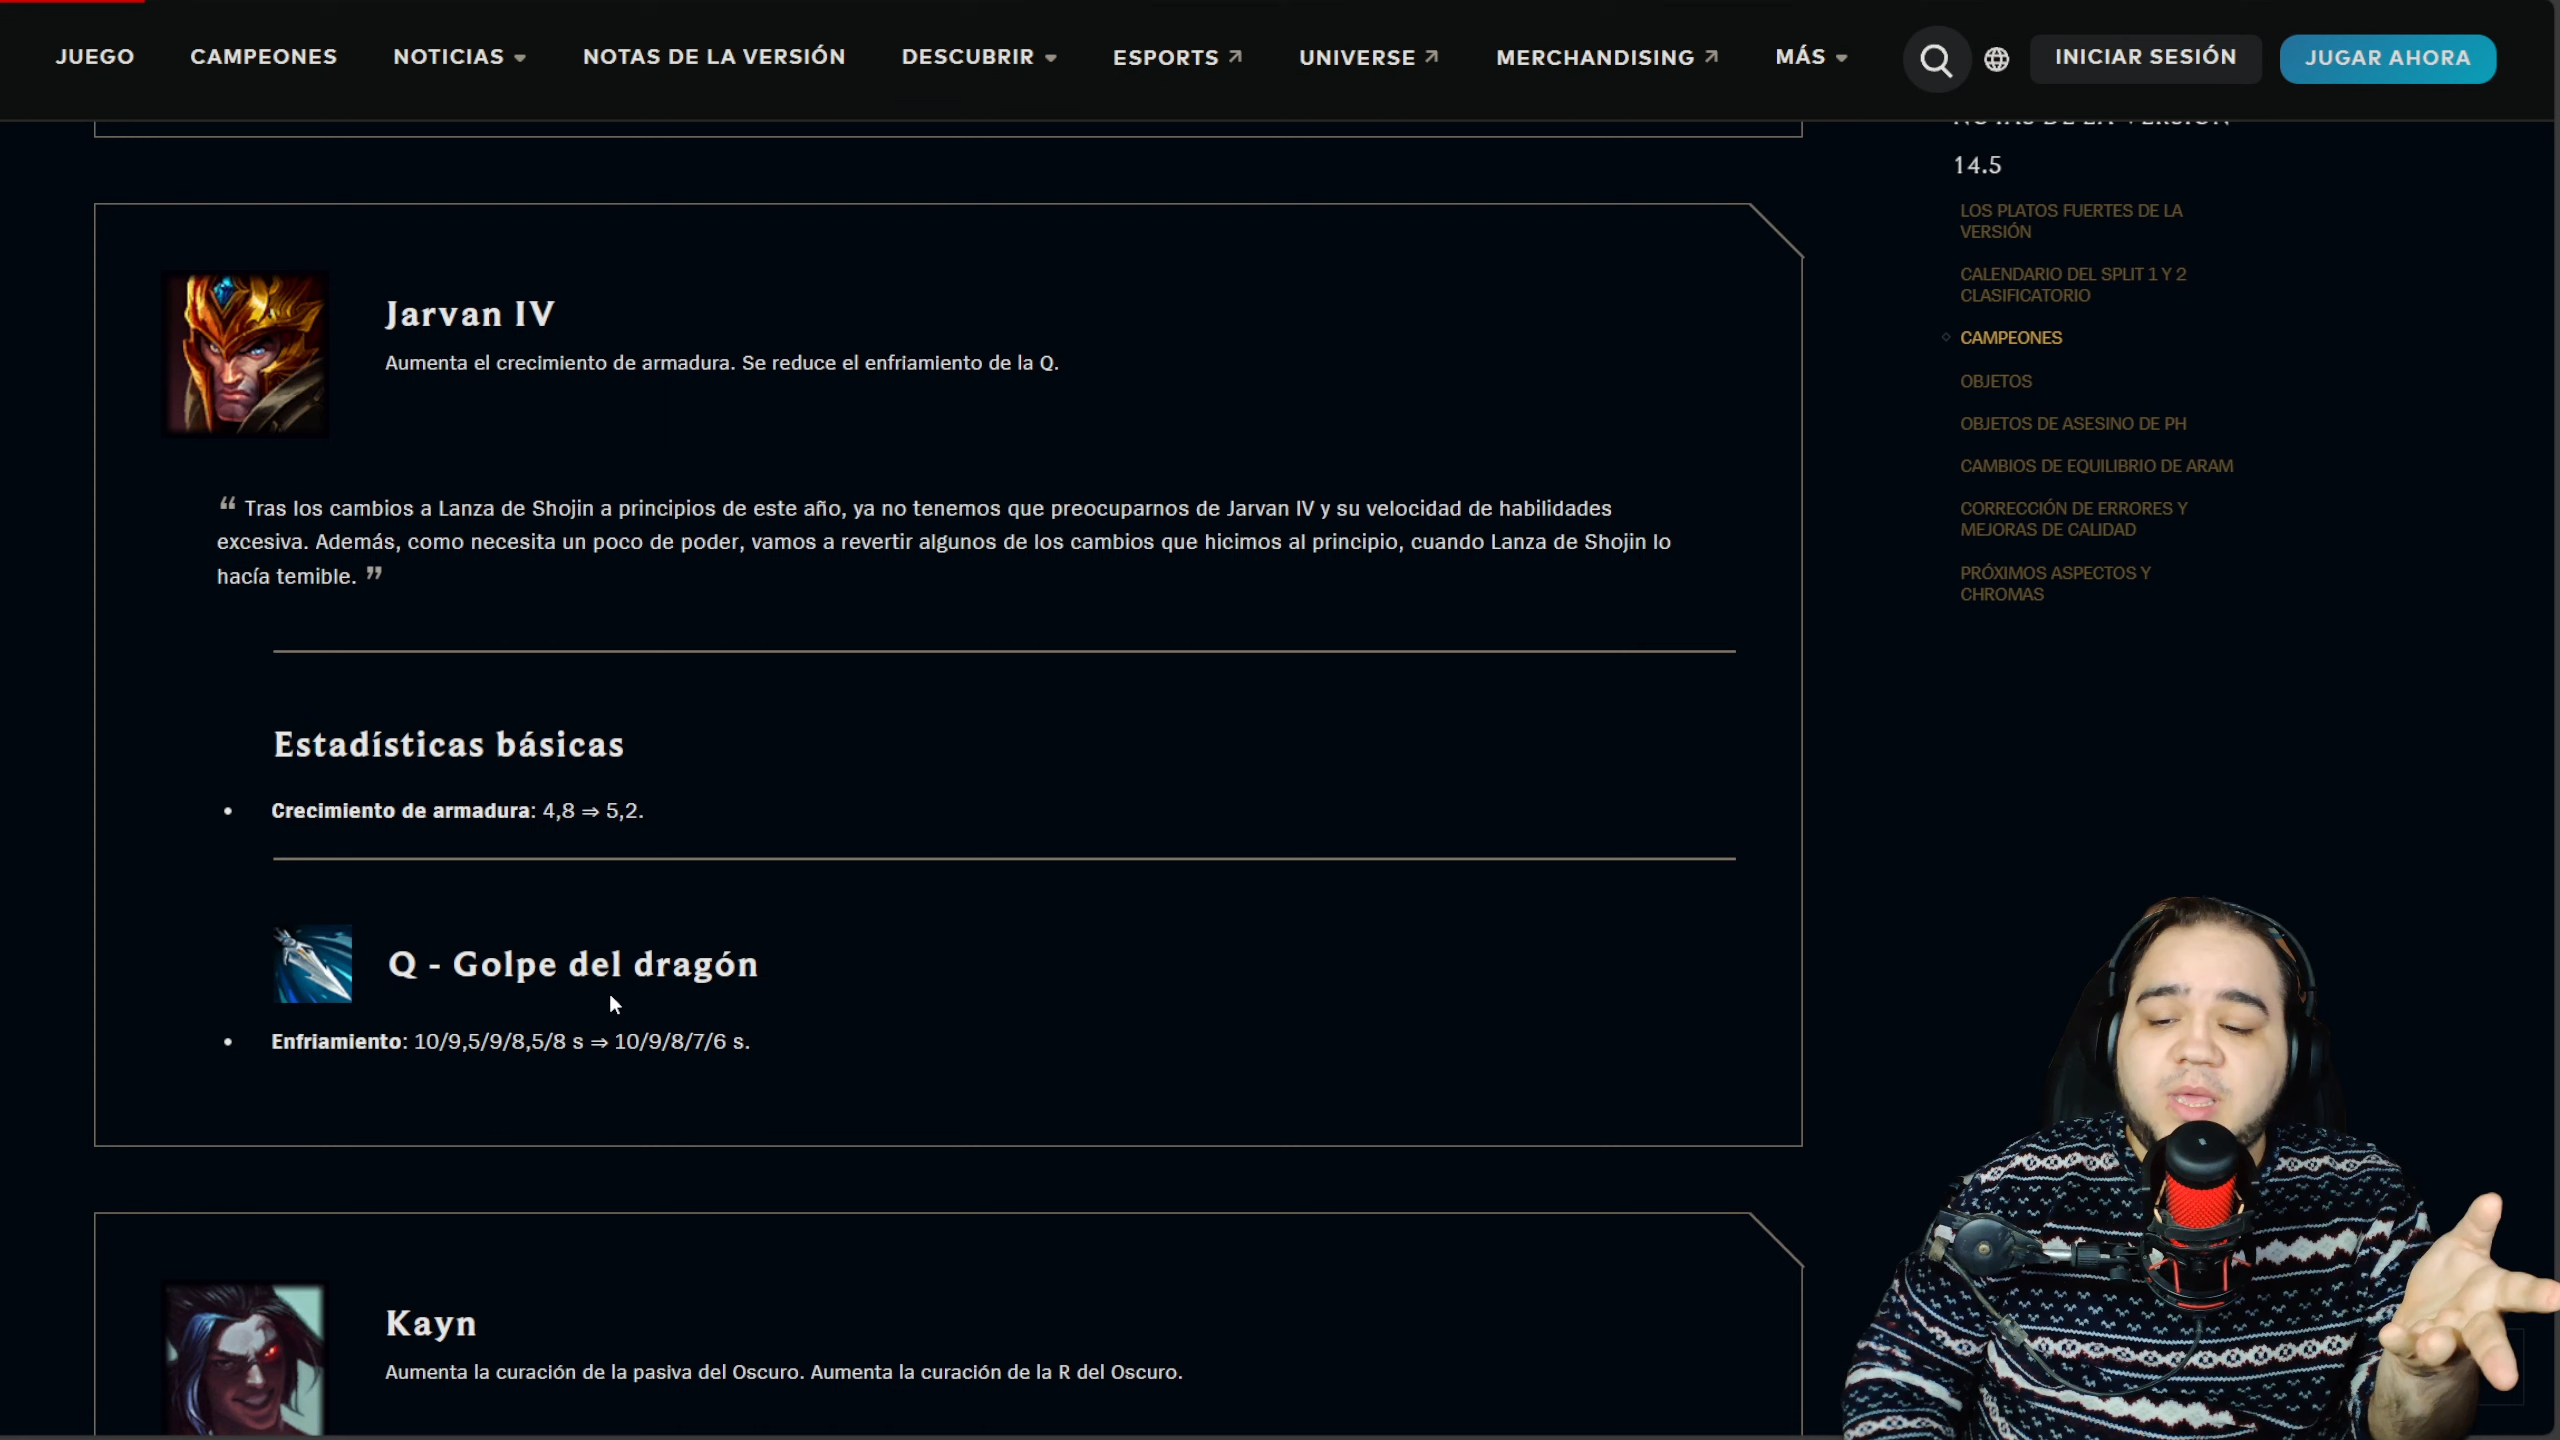 JUEGO CAMPEONES NOTICIAS NOTAS DE LA VERSIÓN DESCUBRIR ESPORTS UNIVERSE MERCHANDISING MÁS INICIAR SESIÓN JUGAR AHORA
NOTAS DE LA VERSIÓN
14.5
LOS PLATOS FUERTES DE LA
VERSIÓN
CALENDARIO DEL SPLIT 1 Y 2
CLASIFICATORIO
CAMPEONES
OBJETOS
OBJETOS DE ASESINO DE PH
CAMBIOS DE EQUILIBRIO DE ARAM
CORRECCIÓN DE ERRORES Y
MEJORAS DE CALIDAD
PRÓXIMOS ASPECTOS Y
CHROMAS
Jarvan IV
Aumenta el crecimiento de armadura. Se reduce el enfriamiento de la Q.
“ Tras los cambios a Lanza de Shojin a principios de este año, ya no tenemos que preocuparnos de Jarvan IV y su velocidad de habilidades
excesiva. Además, como necesita un poco de poder, vamos a revertir algunos de los cambios que hicimos al principio, cuando Lanza de Shojin lo
hacía temible. ”
Estadísticas básicas
• Crecimiento de armadura: 4,8 ⇒ 5,2.
Q - Golpe del dragón
• Enfriamiento: 10/9,5/9/8,5/8 s ⇒ 10/9/8/7/6 s.
Kayn
Aumenta la curación de la pasiva del Oscuro. Aumenta la curación de la R del Oscuro.